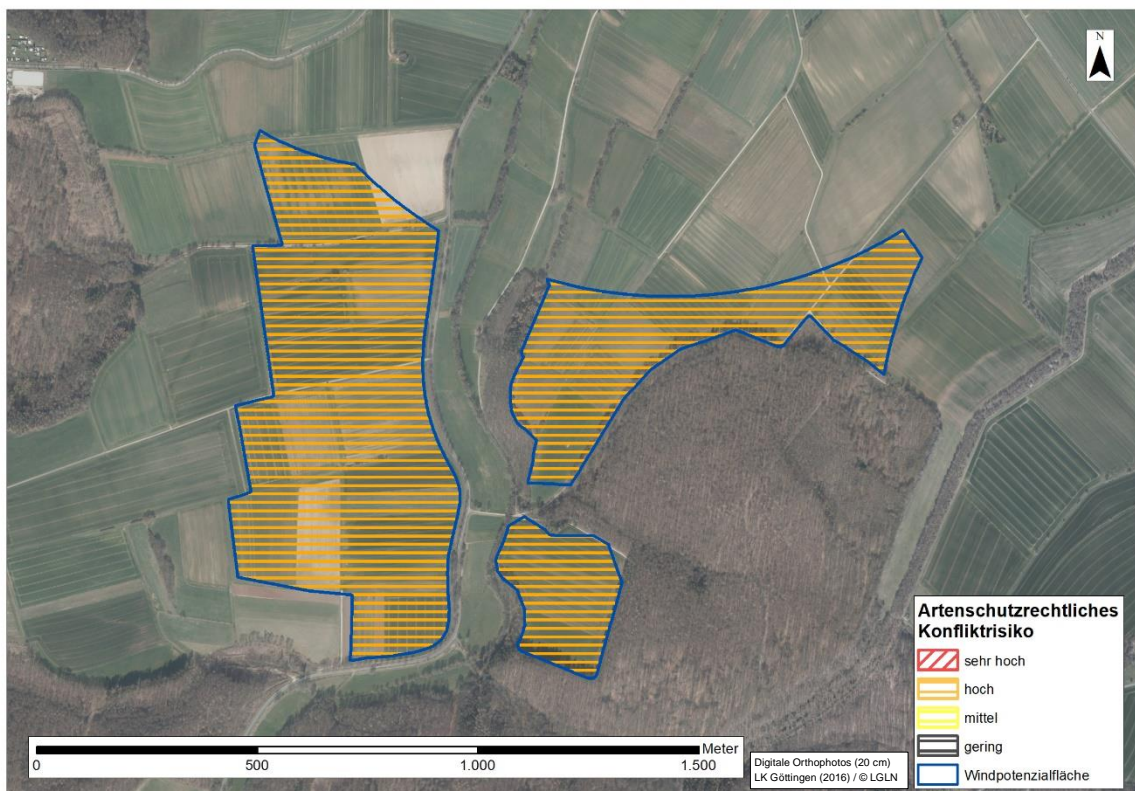 N
Artenschutzrechtliches
Konfliktrisiko
sehr hoch
hoch
mittel
gering
Windpotenzialfläche
Meter
0 500 1.000 1.500
Digitale Orthophotos (20 cm)
LK Göttingen (2016) / © LGLN